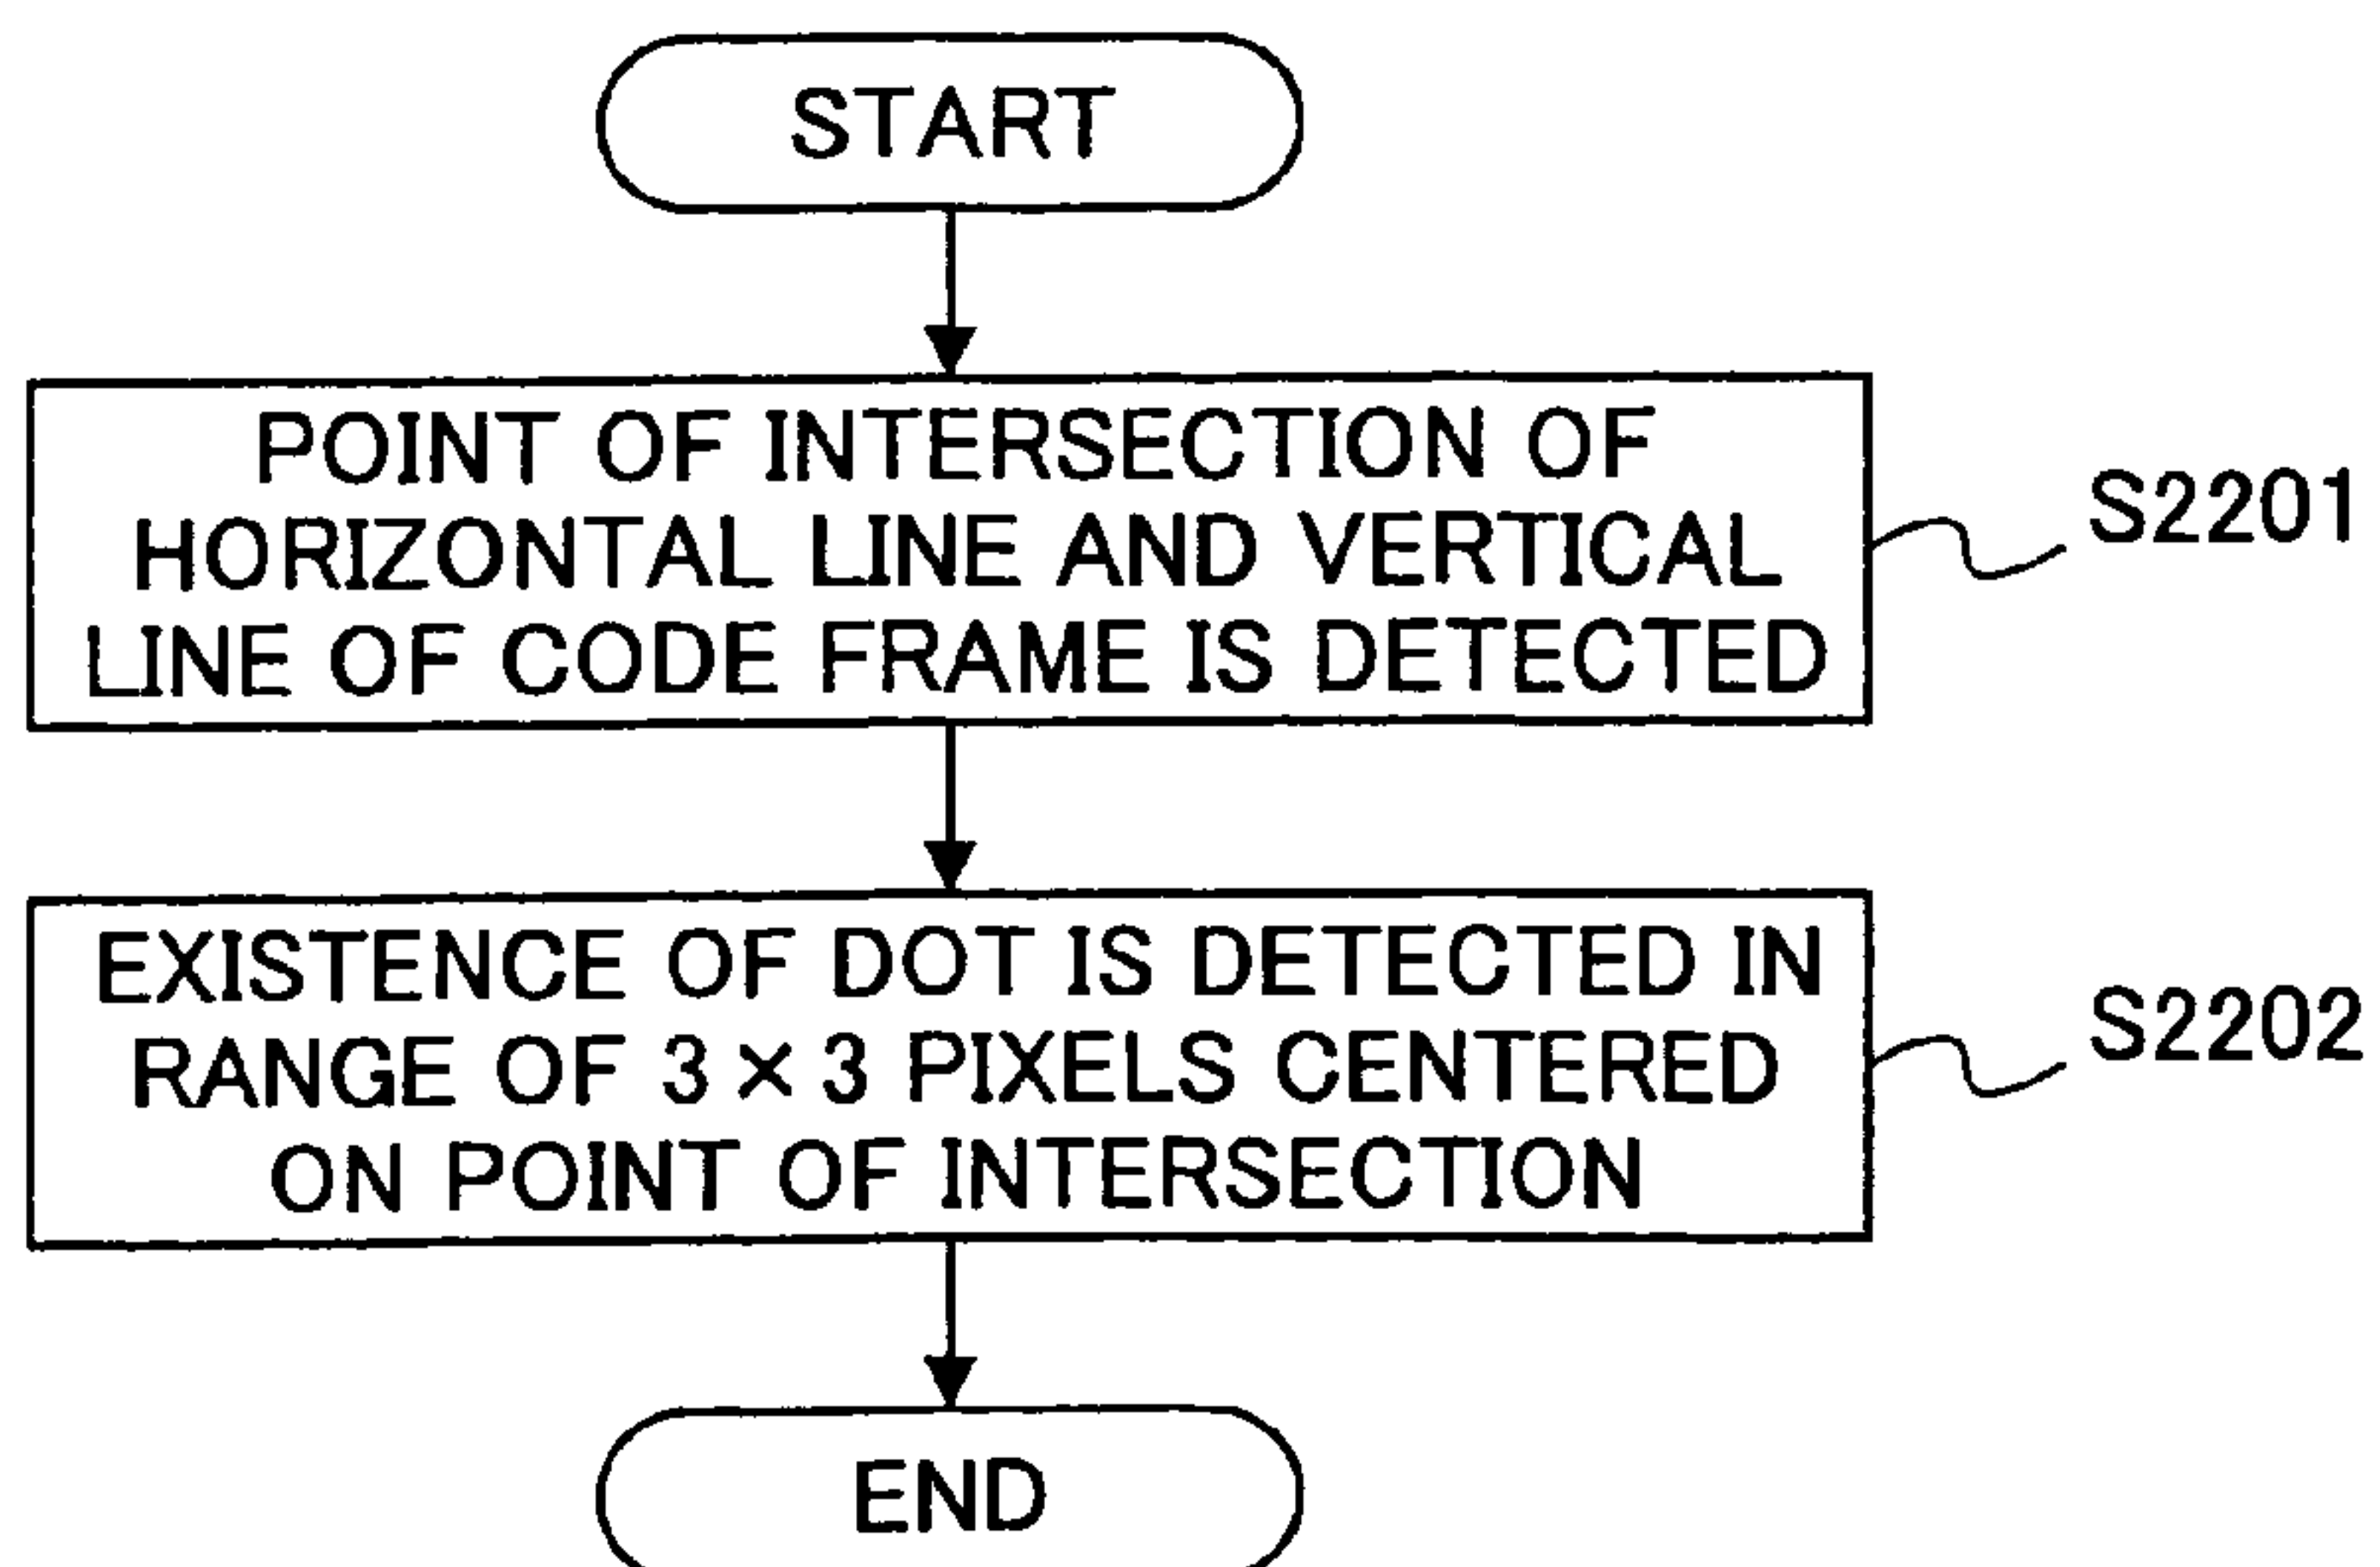 START
POINT OF INTERSECTION OF
HORIZONTAL LINE AND VERTICAL
LINE OF CODE FRAME IS DETECTED
S2201
EXISTENCE OF DOT IS DETECTED IN
RANGE OF 3 × 3 PIXELS CENTERED
ON POINT OF INTERSECTION
S2202
END